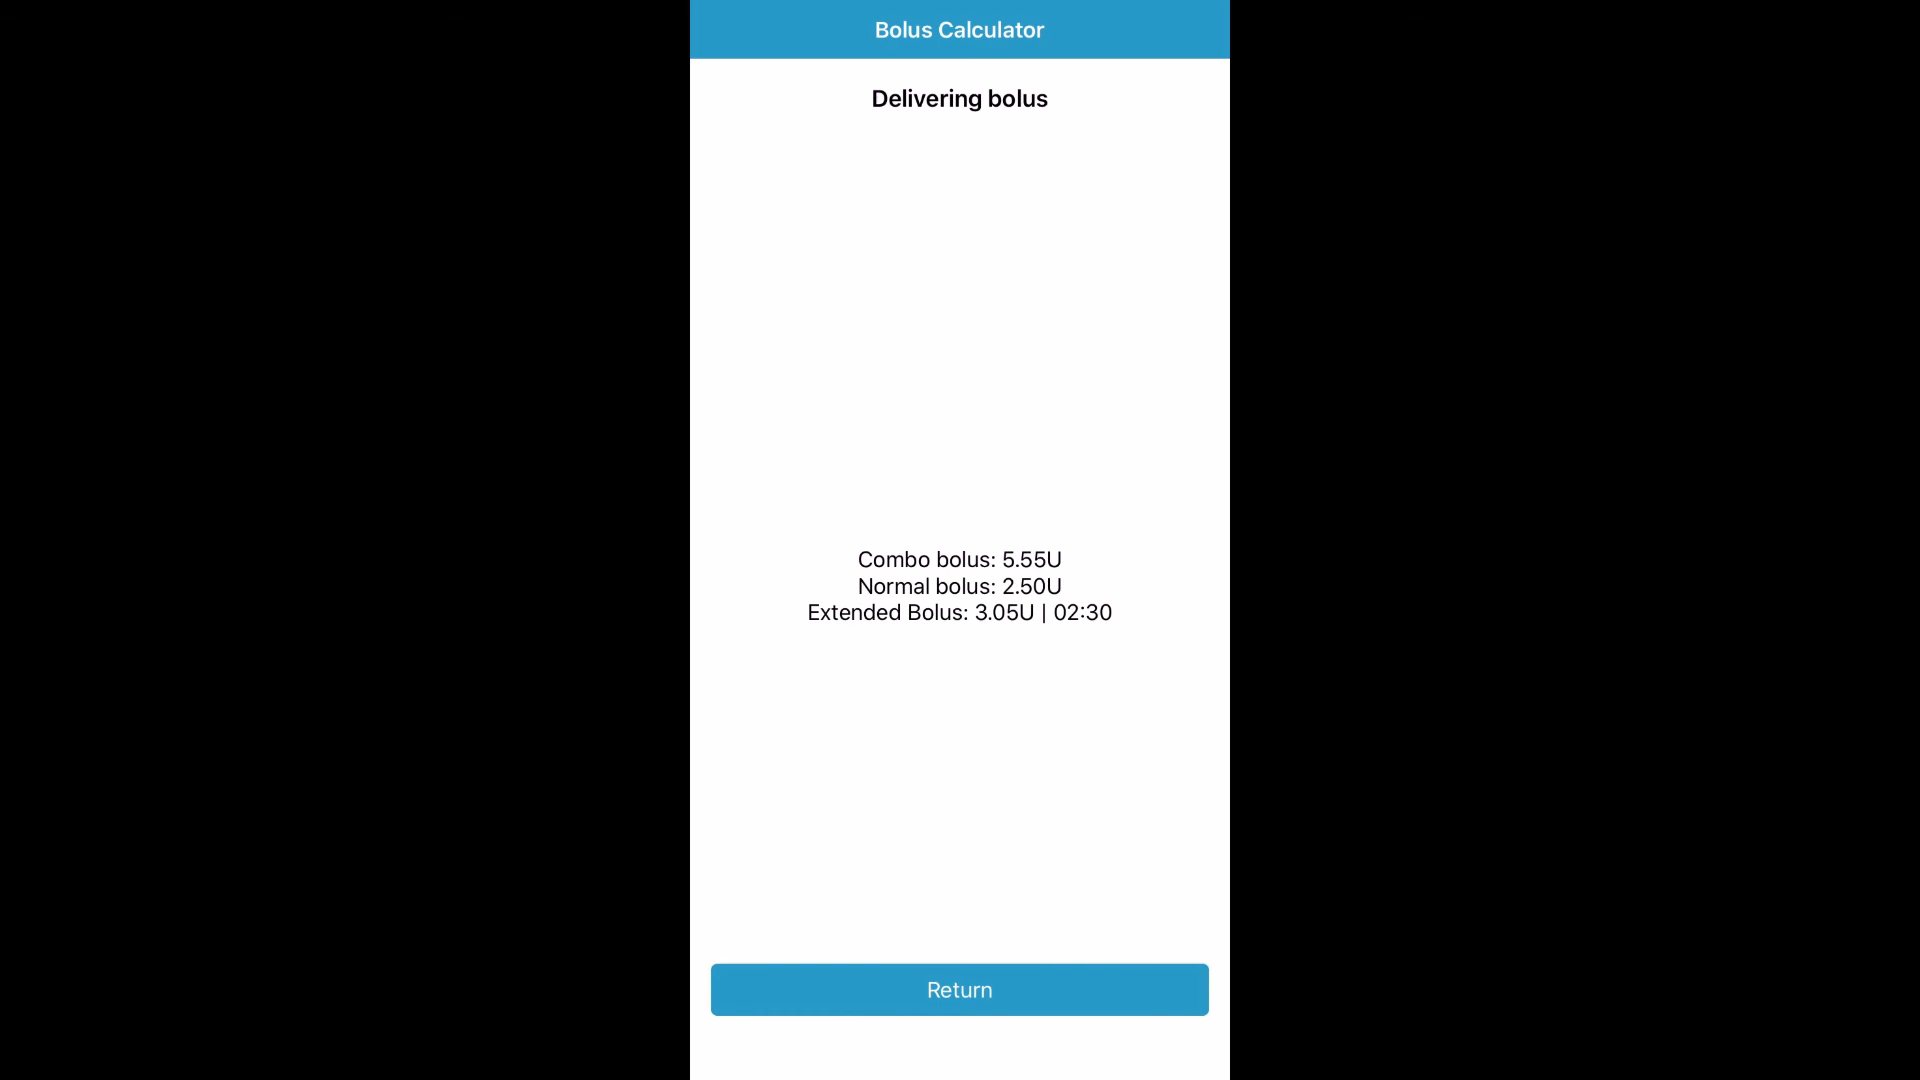 Bolus Calculator
Delivering bolus
Combo bolus: 5.55U
Normal bolus: 2.50U
Extended Bolus: 3.05U | 02:30
Return